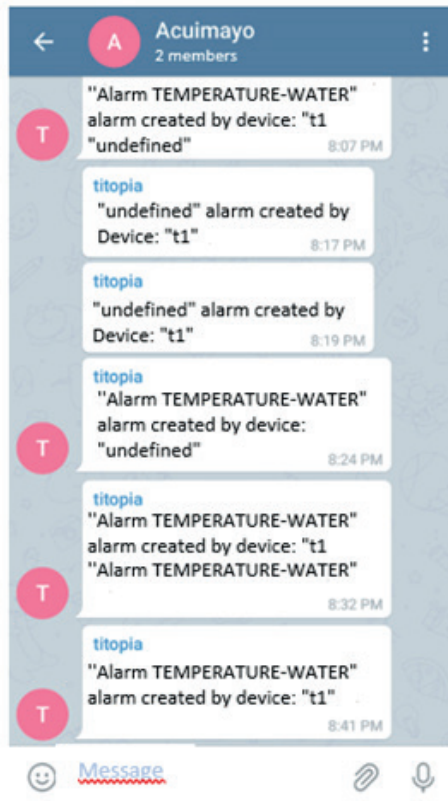 A
Acuimayo
2 members
"Alarm TEMPERATURE-WATER"
alarm created by device: "t1
"undefined"
8:07 PM
T
titopia
"undefined" alarm created by
Device: "t1"
8:17 PM
titopia
"undefined" alarm created by
Device: "t1"
8:19 PM
titopia
"Alarm TEMPERATURE-WATER"
alarm created by device:
"undefined"
8:24 PM
T
titopia
"Alarm TEMPERATURE-WATER"
alarm created by device: "t1
"Alarm TEMPERATURE-WATER"
8:32 PM
T
titopia
"Alarm TEMPERATURE-WATER"
alarm created by device: "t1"
8:41 PM
T
Message